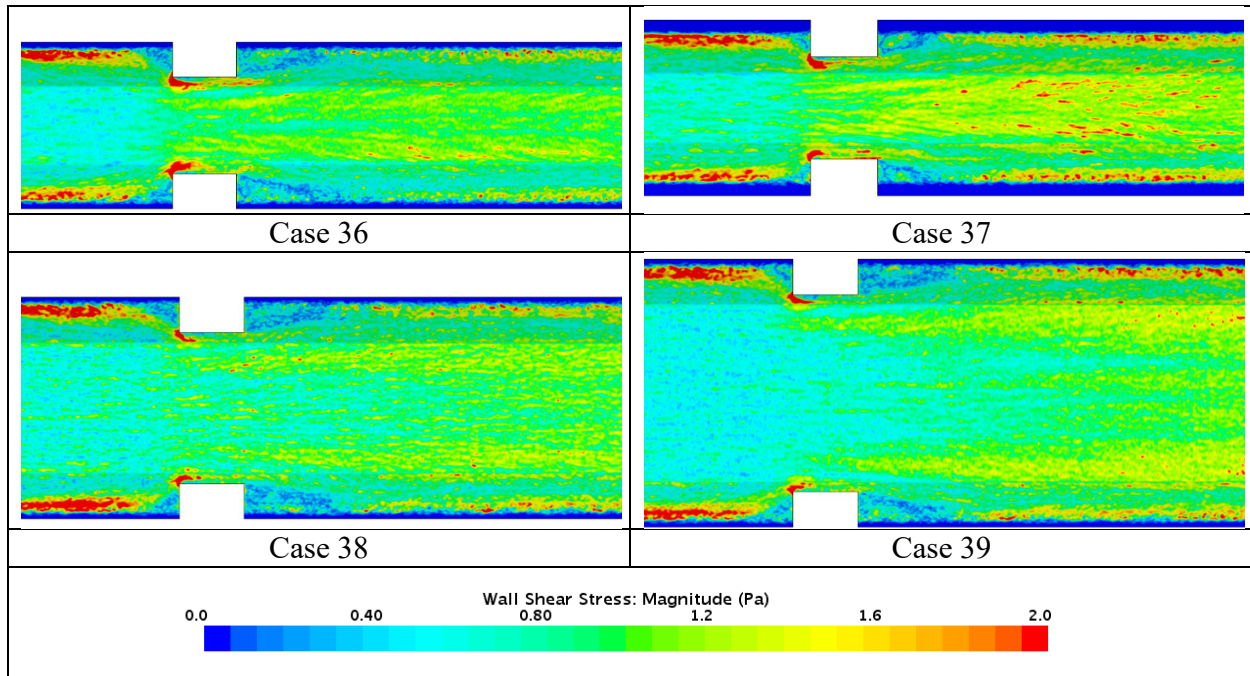 Case 36
Case 37
Case 38
Case 39
Wall Shear Stress: Magnitude (Pa)
0.0 0.40 0.80 1.2 1.6 2.0